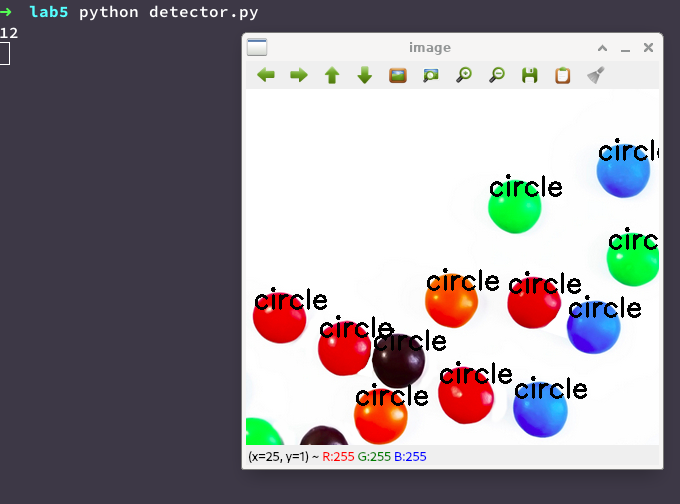 ➜ lab5 python detector.py
12
image
circle
circle
circ
circle
circle
circle
circle
circle
circle
circle
circle
circle
(x=25, y=1) ~ R:255 G:255 B:255